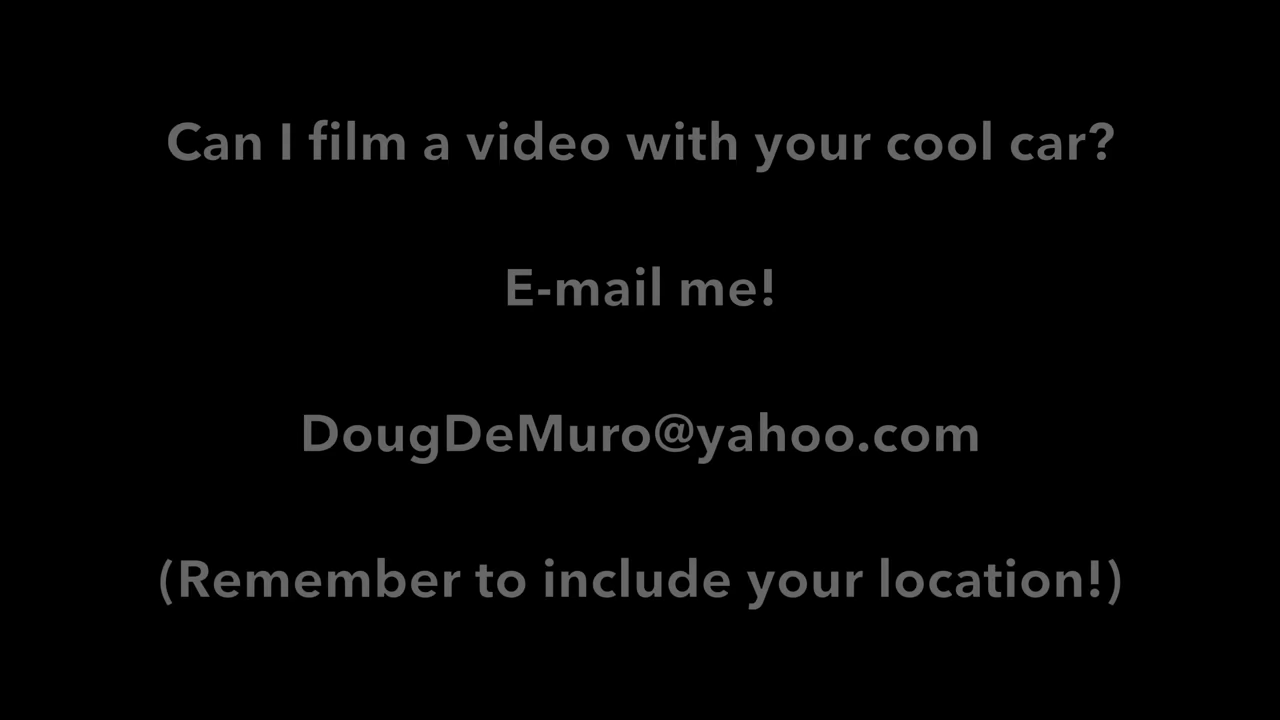 Can I film a video with your cool car?
E-mail me!
DougDeMuro@yahoo.com
(Remember to include your location!)